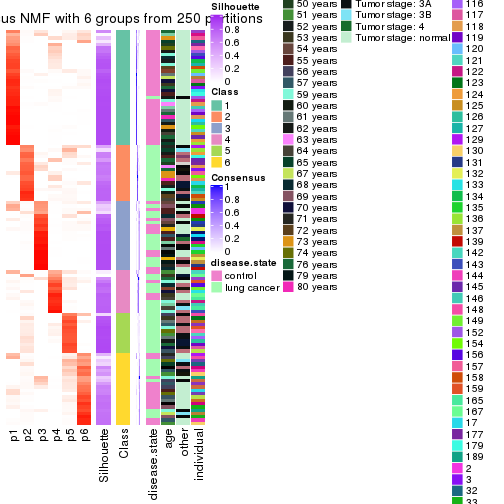 us NMF with 6 groups from 250 partitions
p1
p2
p3
p4
p5
p6
Silhouette
Class
disease.state
age
other
individual
Silhouette
0.8
0.6
0.4
0.2
0
Class
1
2
3
4
5
6
Consensus
1
0.8
0.6
0.4
0.2
0
disease.state
control
lung cancer
50 years
51 years
52 years
53 years
54 years
55 years
56 years
57 years
59 years
60 years
61 years
62 years
63 years
64 years
65 years
67 years
68 years
69 years
70 years
71 years
72 years
73 years
74 years
76 years
78 years
79 years
80 years
Tumor stage: 3A
Tumor stage: 3B
Tumor stage: 4
Tumor stage: normal
116
117
118
119
120
121
122
123
124
125
126
127
129
130
131
132
133
134
135
136
137
139
142
143
144
145
146
148
149
152
154
156
157
158
159
165
167
17
177
179
189
2
3
32
33